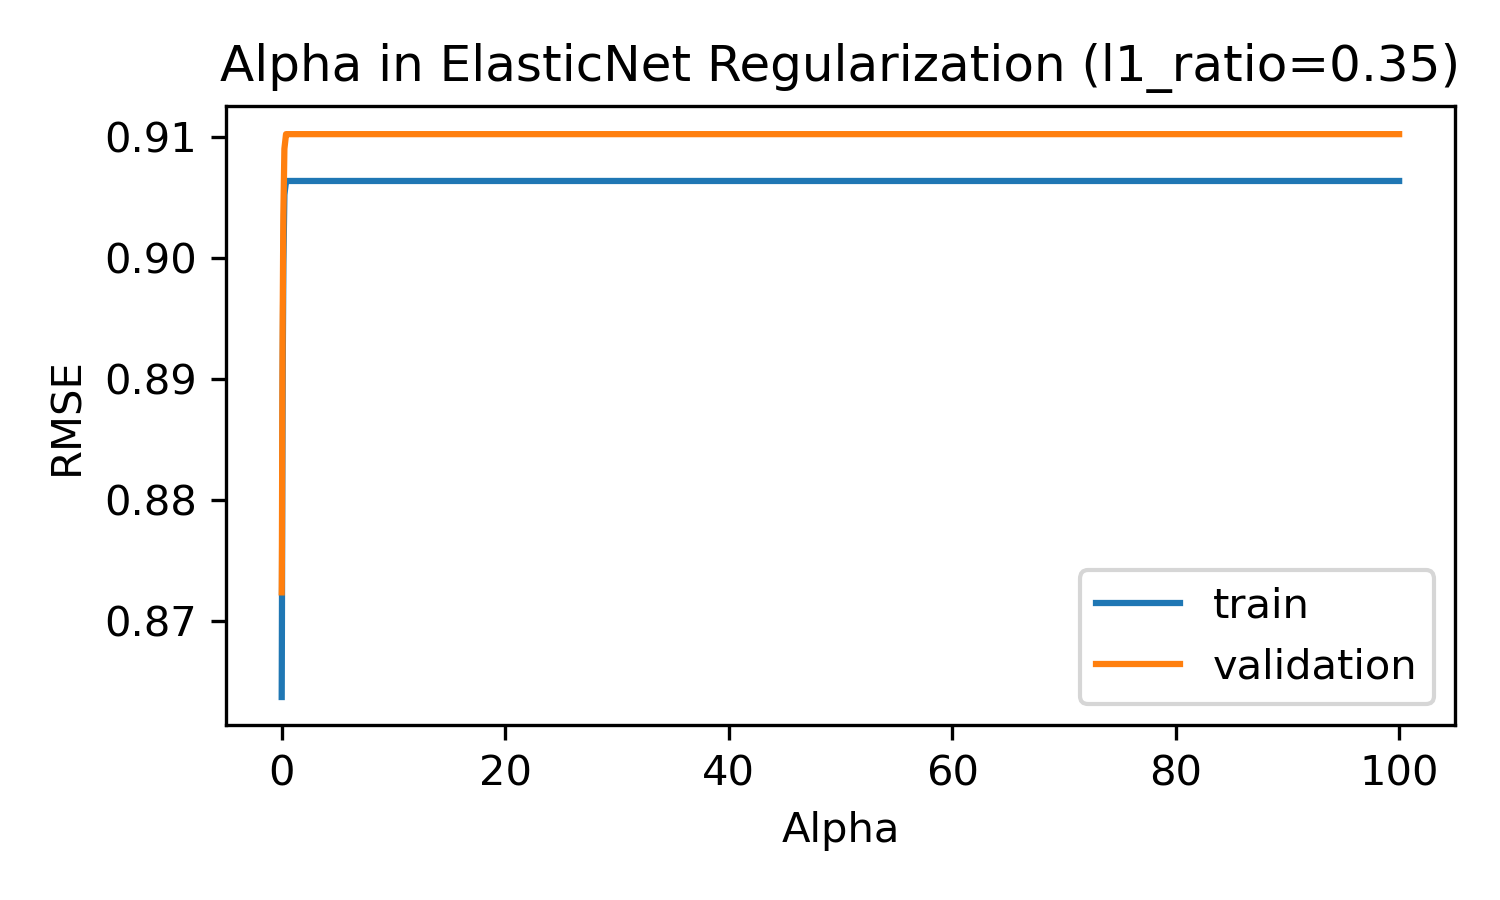 Alpha in ElasticNet Regularization (l1_ratio=0.35)
0.91
0.90
0.89
0.88
0.87
RMSE
train
validation
0 20 40 60 80 100
Alpha